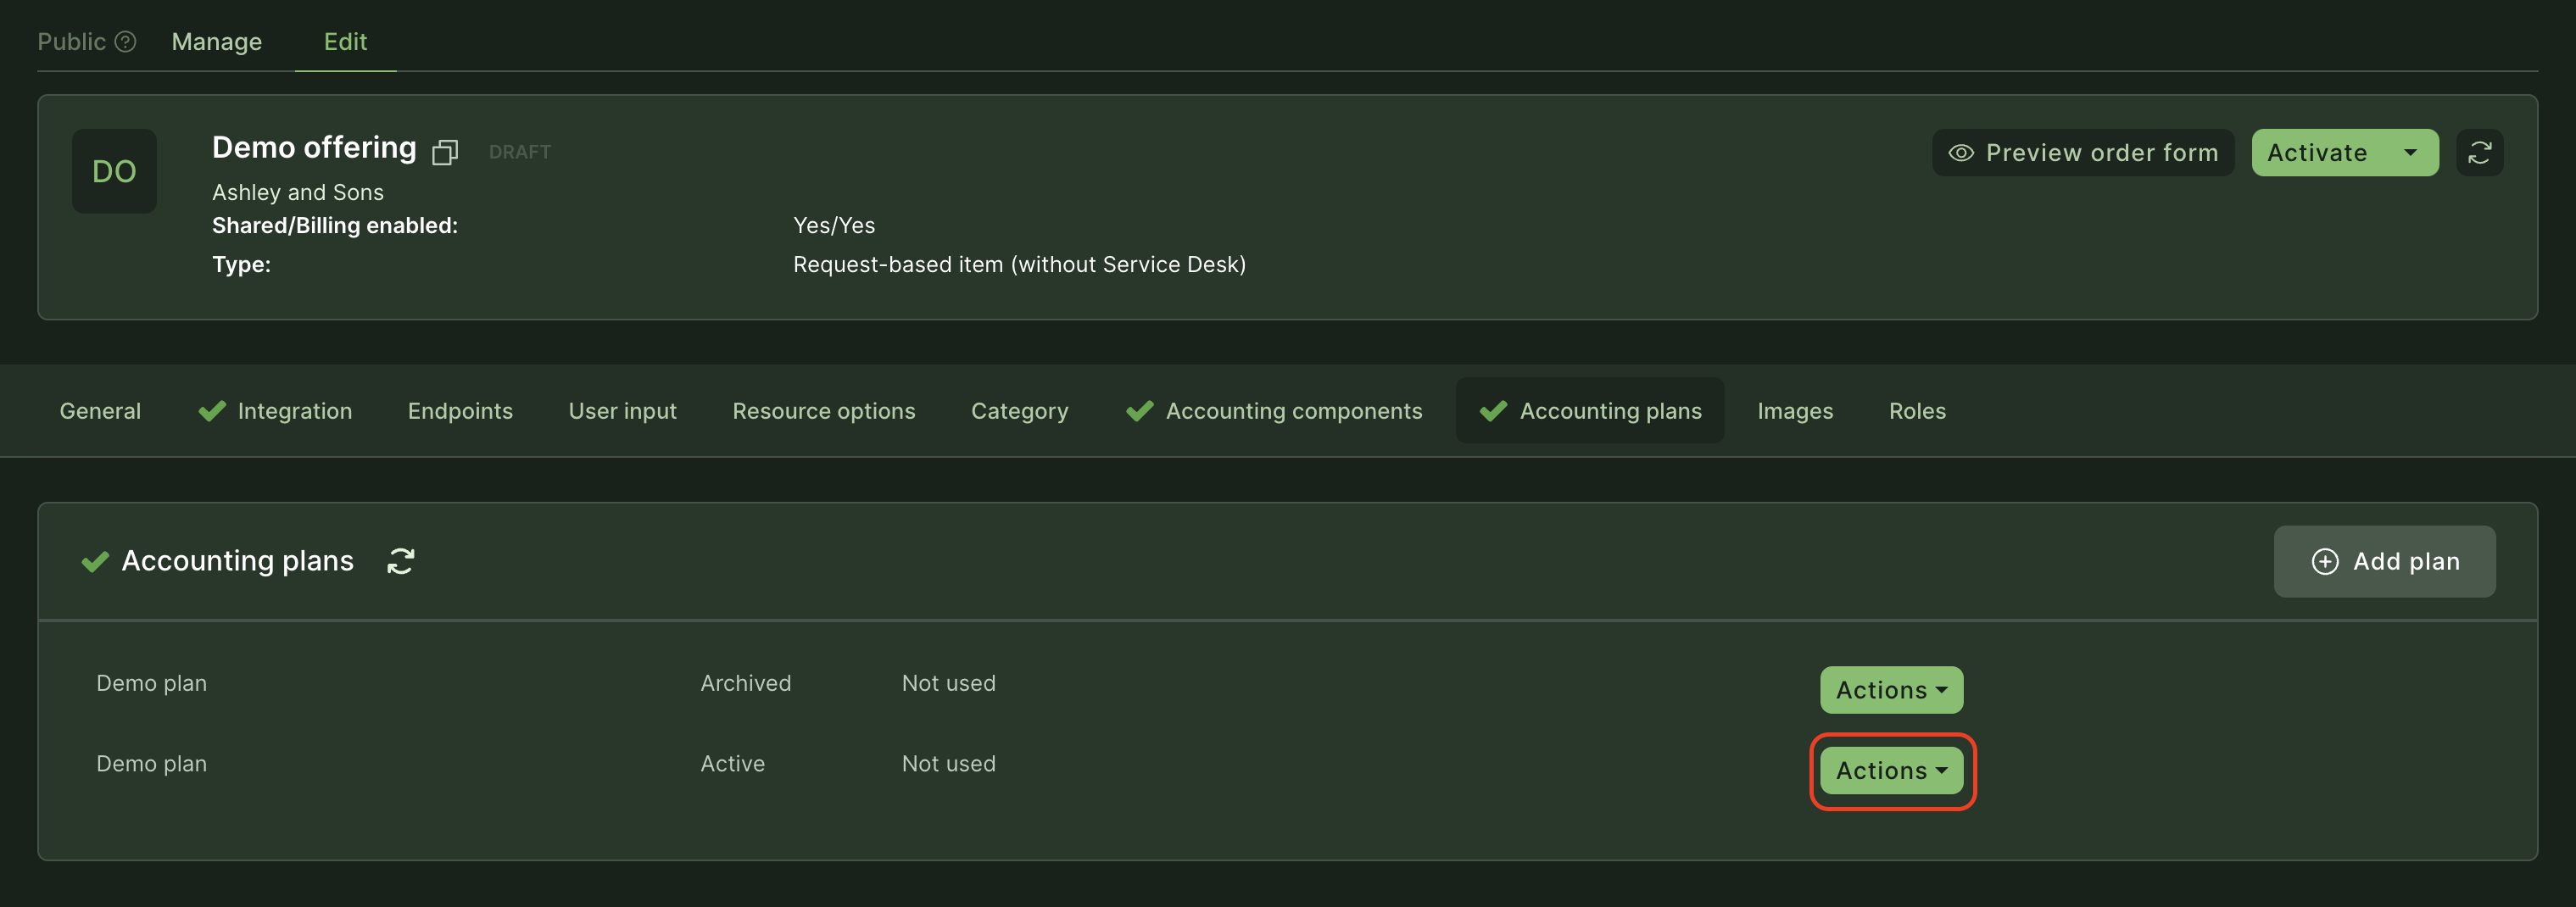 Public ? Manage Edit
DO
Demo offering DRAFT
Preview order form Activate
Ashley and Sons
Shared/Billing enabled: Yes/Yes
Type: Request-based item (without Service Desk)
General Integration Endpoints User input Resource options Category Accounting components Accounting plans Images Roles
Accounting plans Add plan
Demo plan Archived Not used Actions
Demo plan Active Not used Actions